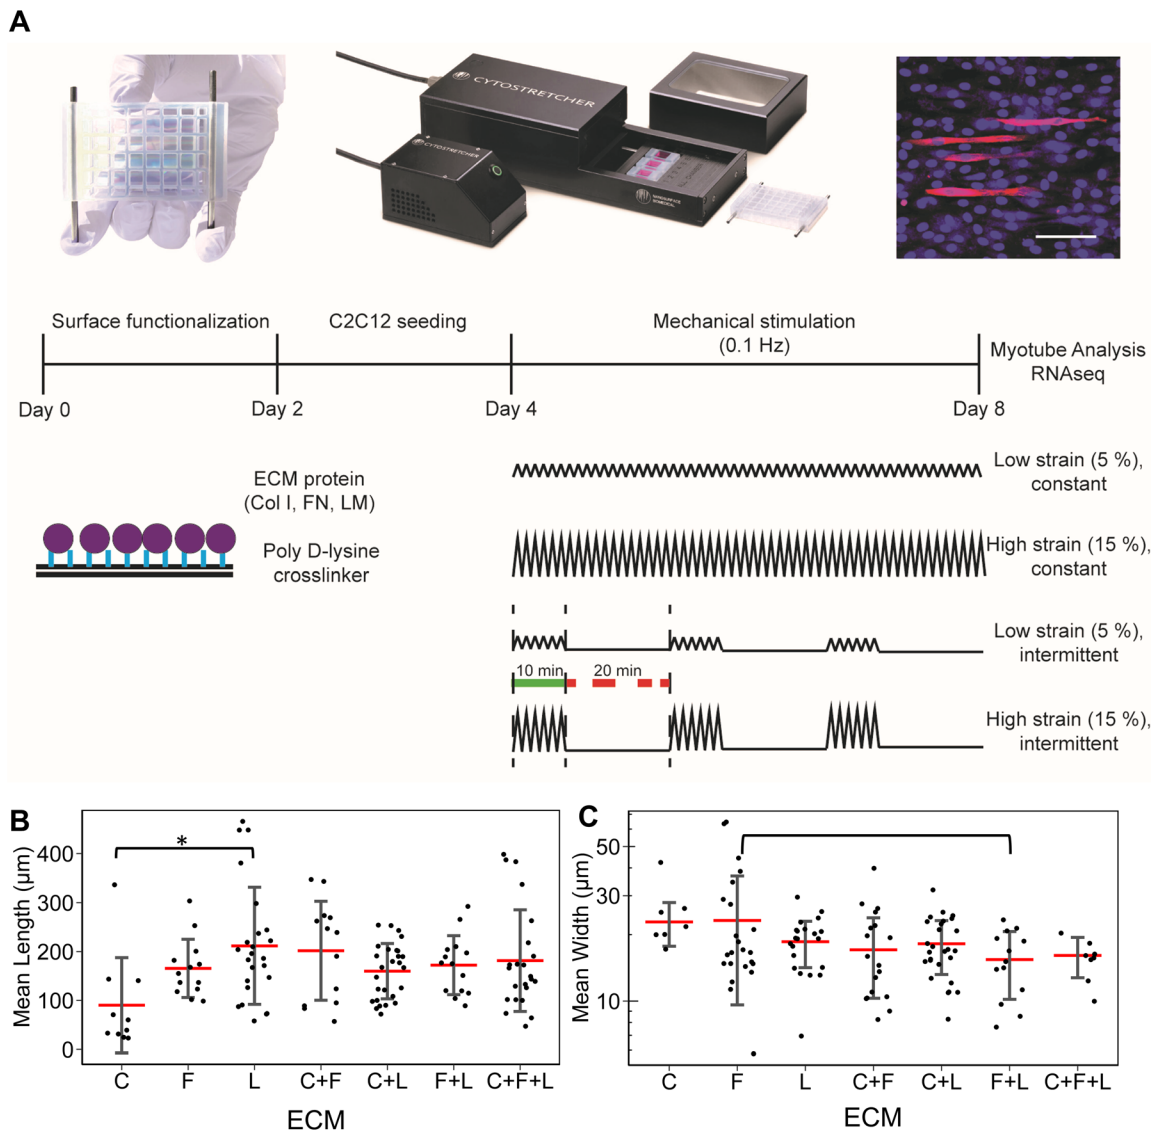 A
CYTOSTRETCHER
CYTOSTRETCHER
Surface functionalization
C2C12 seeding
Mechanical stimulation
(0.1 Hz)
Myotube Analysis
RNAseq
Day 0
Day 2
Day 4
Day 8
ECM protein
(Col I, FN, LM)
Poly D-lysine
crosslinker
Low strain (5 %),
constant
High strain (15 %),
constant
Low strain (5 %),
intermittent
10 min
20 min
High strain (15 %),
intermittent
B
Mean Length (µm)
400
300
200
100
0
*
C
F
L
C+F
C+L
F+L
C+F+L
ECM
C
Mean Width (µm)
50
30
10
C
F
L
C+F
C+L
F+L
C+F+L
ECM